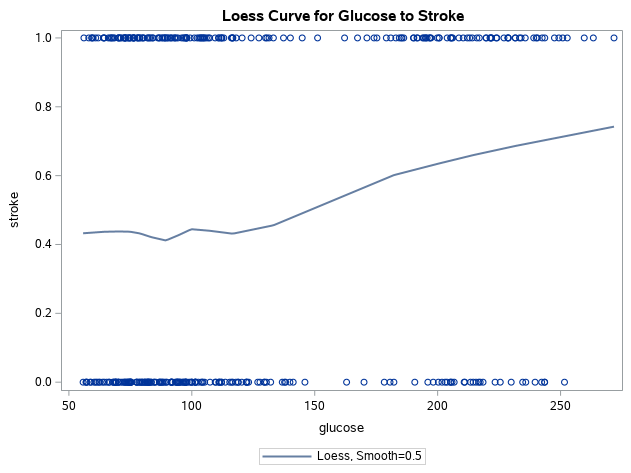 Loess Curve for Glucose to Stroke
1.0
0.8
0.6
0.4
0.2
0.0
stroke
50
100
150
200
250
glucose
Loess, Smooth=0.5